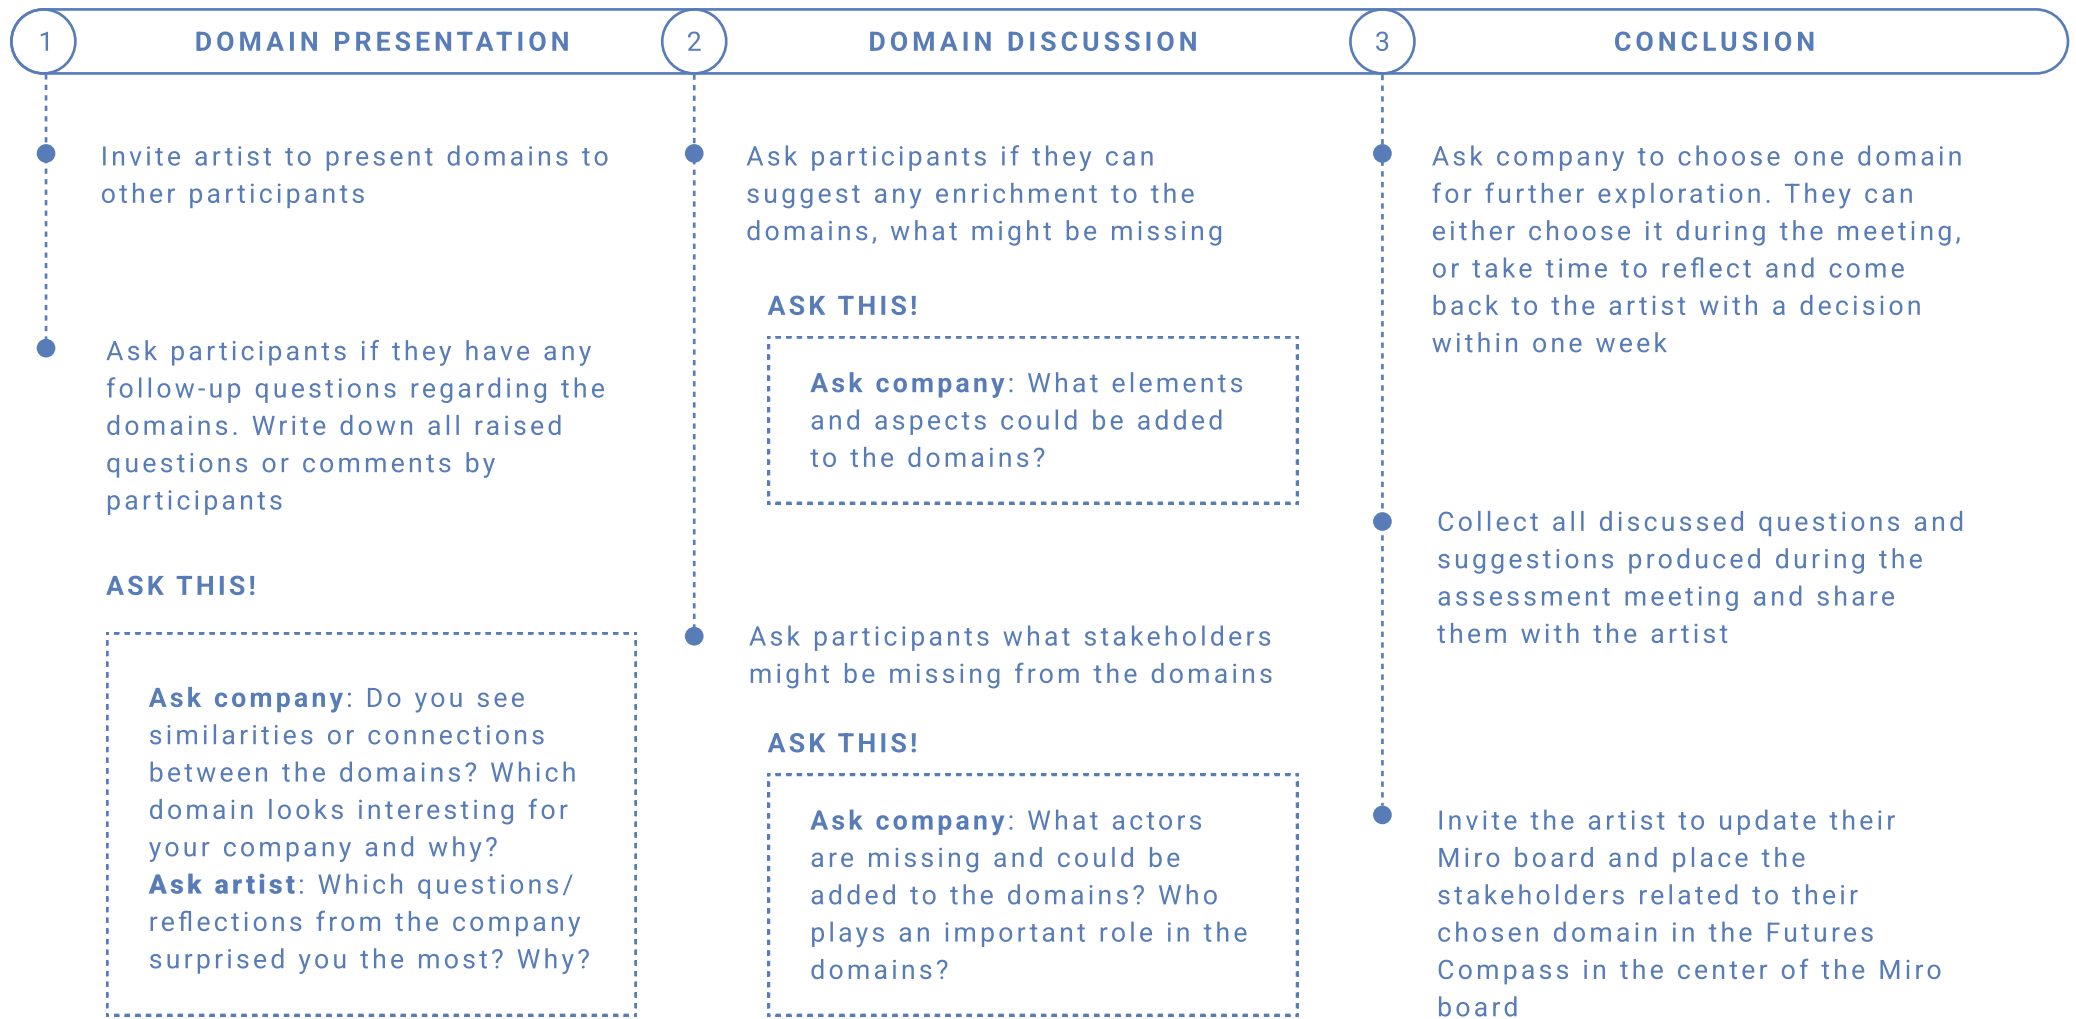 1
DOMAIN PRESENTATION
Invite artist to present domains to
other participants
Ask participants if they have any
follow-up questions regarding the
domains. Write down all raised
questions or comments by
participants
ASK THIS!
Ask company: Do you see
similarities or connections
between the domains? Which
domain looks interesting for
your company and why?
Ask artist: Which questions/
reflections from the company
surprised you the most? Why?
2
DOMAIN DISCUSSION
Ask participants if they can
suggest any enrichment to the
domains, what might be missing
ASK THIS!
Ask company: What elements
and aspects could be added
to the domains?
Ask participants what stakeholders
might be missing from the domains
ASK THIS!
Ask company: What actors
are missing and could be
added to the domains? Who
plays an important role in the
domains?
3
CONCLUSION
Ask company to choose one domain
for further exploration. They can
either choose it during the meeting,
or take time to reflect and come
back to the artist with a decision
within one week
Collect all discussed questions and
suggestions produced during the
assessment meeting and share
them with the artist
Invite the artist to update their
Miro board and place the
stakeholders related to their
chosen domain in the Futures
Compass in the center of the Miro
board